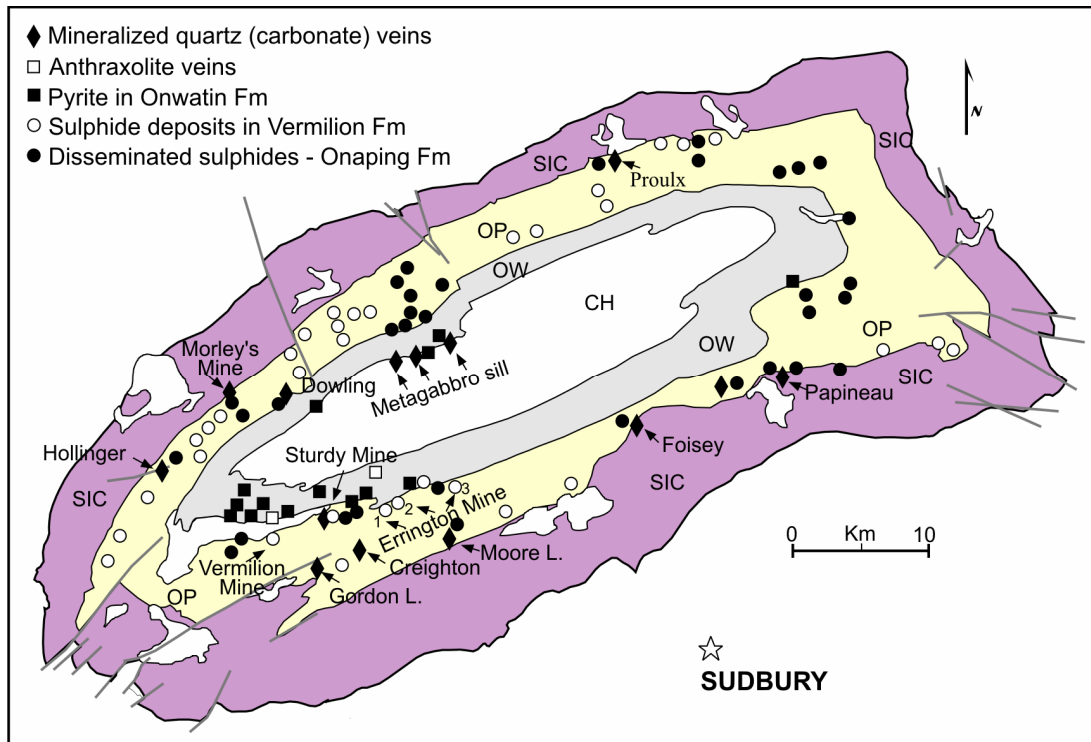 Mineralized quartz (carbonate) veins
Anthraxolite veins
Pyrite in Onwatin Fm
Sulphide deposits in Vermilion Fm
Disseminated sulphides - Onaping Fm
N
SIC
SIC
Proulx
OP
OW
CH
Morley's
Mine
Dowling
Metagabbro sill
OW
OP
SIC
Papineau
Hollinger
Sturdy Mine
Foisey
SIC
SIC
1
2
3
Errington Mine
Vermilion
Mine
Creighton
Moore L.
Gordon L.
OP
0 Km 10
SUDBURY